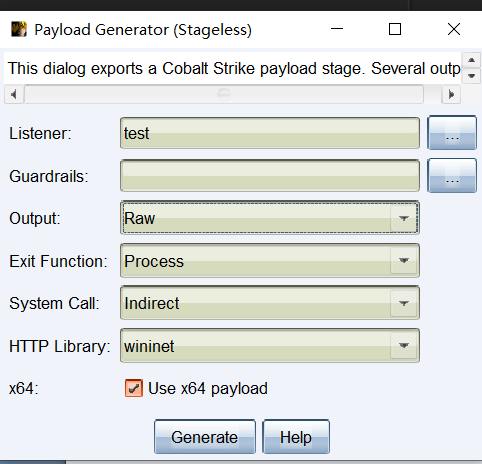 Payload Generator (Stageless)
This dialog exports a Cobalt Strike payload stage. Several outp
Listener: test ...
Guardrails: ...
Output: Raw
Exit Function: Process
System Call: Indirect
HTTP Library: wininet
x64: Use x64 payload
Generate Help